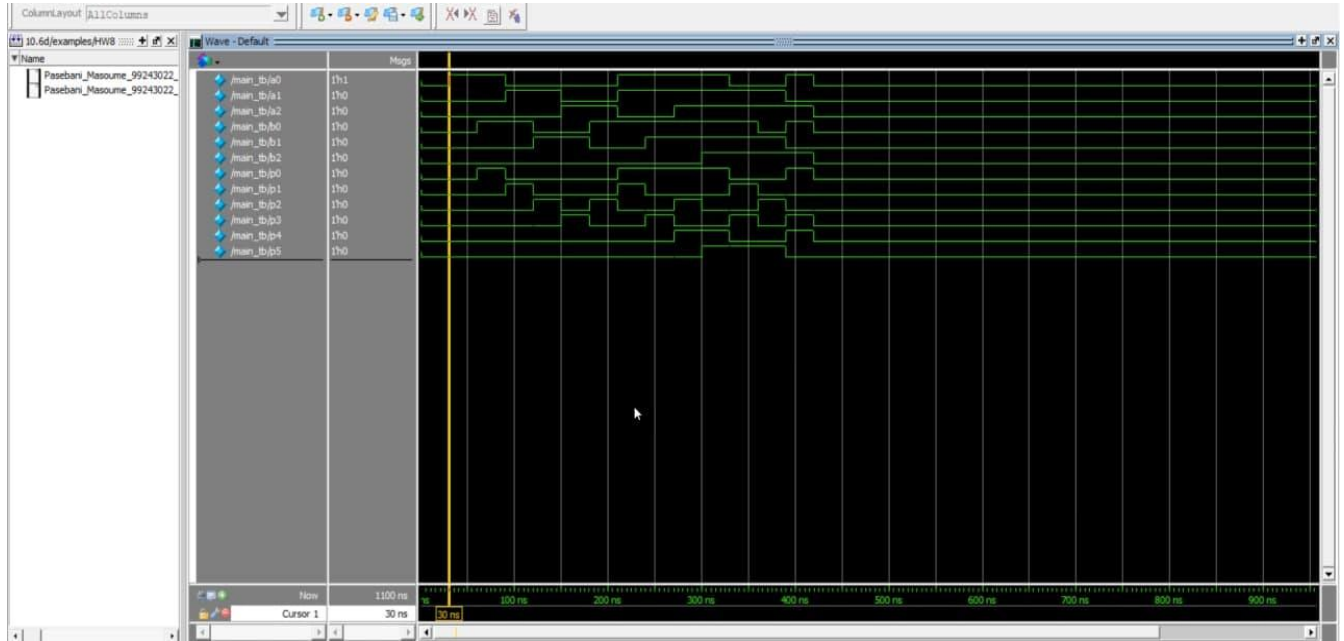 ColumnLayout AllColumns
10.6d/examples/HW8
Wave - Default
Name
Msgs
Pasebani_Masoume_99243022_
Pasebani_Masoume_99243022_
/main_tb/a0 1'h1
/main_tb/a1 1'h0
/main_tb/a2 1'h0
/main_tb/b0 1'h0
/main_tb/b1 1'h0
/main_tb/b2 1'h0
/main_tb/p0 1'h0
/main_tb/p1 1'h0
/main_tb/p2 1'h0
/main_tb/p3 1'h0
/main_tb/p4 1'h0
/main_tb/p5 1'h0
Now 1100 ns ns 100 ns 200 ns 300 ns 400 ns 500 ns 600 ns 700 ns 800 ns 900 ns
Cursor 1 30 ns 30 ns